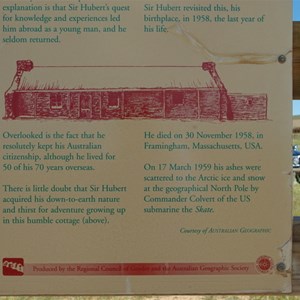 explanation is that Sir Hubert's quest
for knowledge and experiences led
him abroad as a young man, and he
seldom returned.
Sir Hubert revisited this, his
birthplace, in 1958, the last year of
his life.
Overlooked is the fact that he
resolutely kept his Australian
citizenship, although he lived for
50 of his 70 years overseas.
There is little doubt that Sir Hubert
acquired his down-to-earth nature
and thirst for adventure growing up
in this humble cottage (above).
He died on 30 November 1958, in
Framingham, Massachusetts, USA.
On 17 March 1959 his ashes were
scattered to the Arctic ice and snow
at the geographical North Pole by
Commander Calvert of the US
submarine the Skate.
Courtesy of AUSTRALIAN GEOGRAPHIC
Produced by the Regional Council of Goyder and the Australian Geographic Society